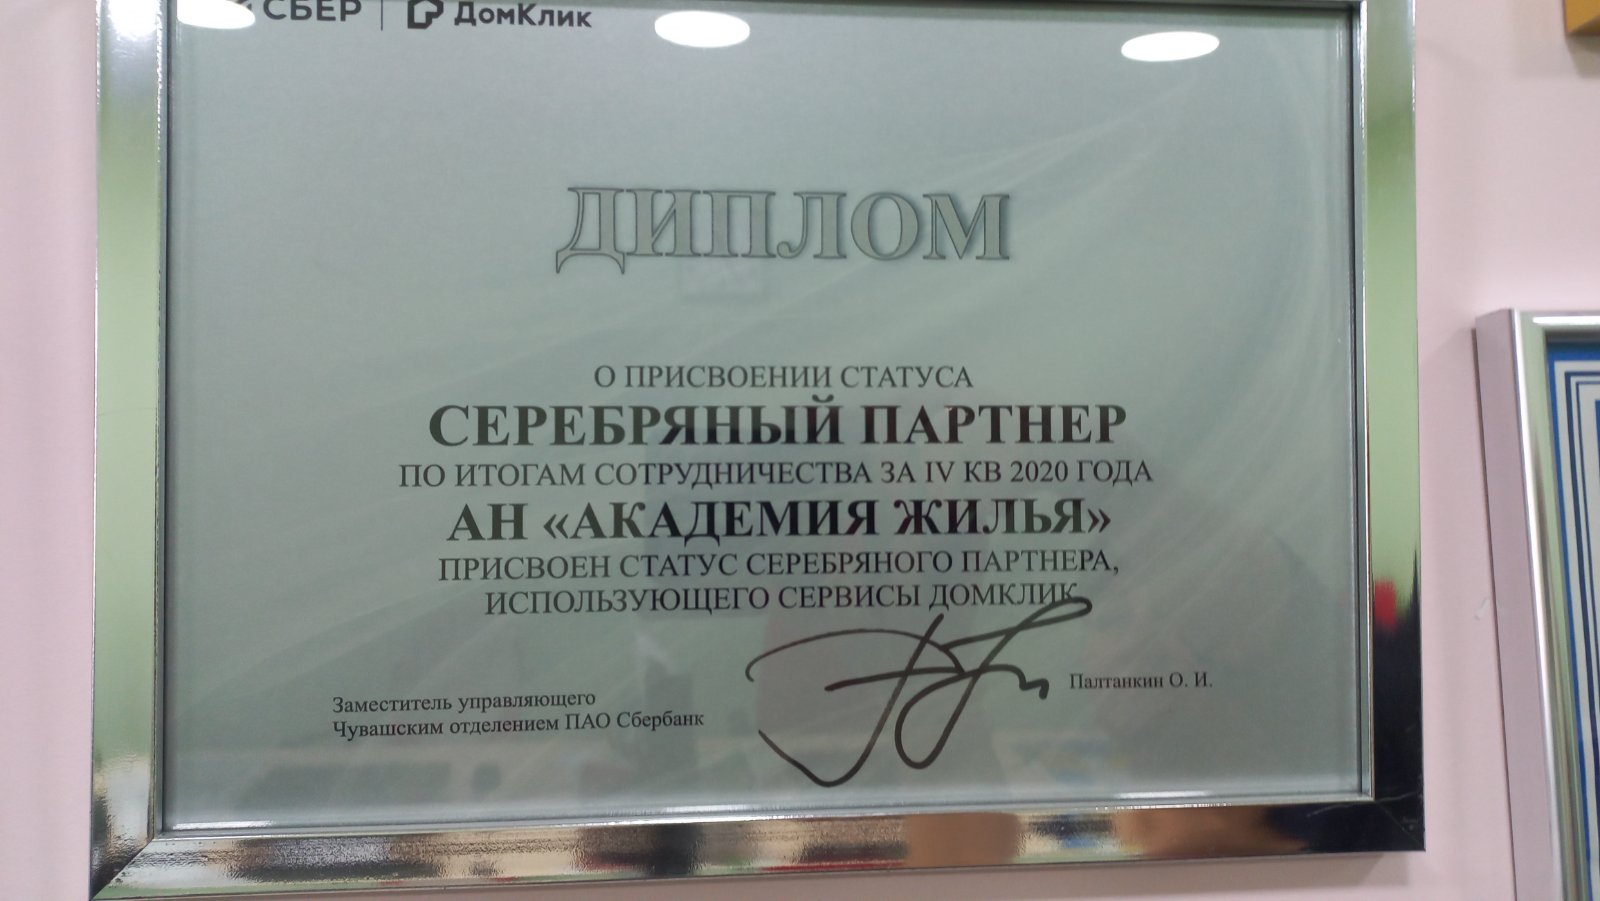 СБЕР | ДомКлик
ДИПЛОМ
О ПРИСВОЕНИИ СТАТУСА
СЕРЕБРЯНЫЙ ПАРТНЕР
ПО ИТОГАМ СОТРУДНИЧЕСТВА ЗА IV КВ 2020 ГОДА
АН «АКАДЕМИЯ ЖИЛЬЯ»
ПРИСВОЕН СТАТУС СЕРЕБРЯНОГО ПАРТНЕРА,
ИСПОЛЬЗУЮЩЕГО СЕРВИСЫ ДОМКЛИК
Заместитель управляющего
Чувашским отделением ПАО Сбербанк
Палтанкин О. И.